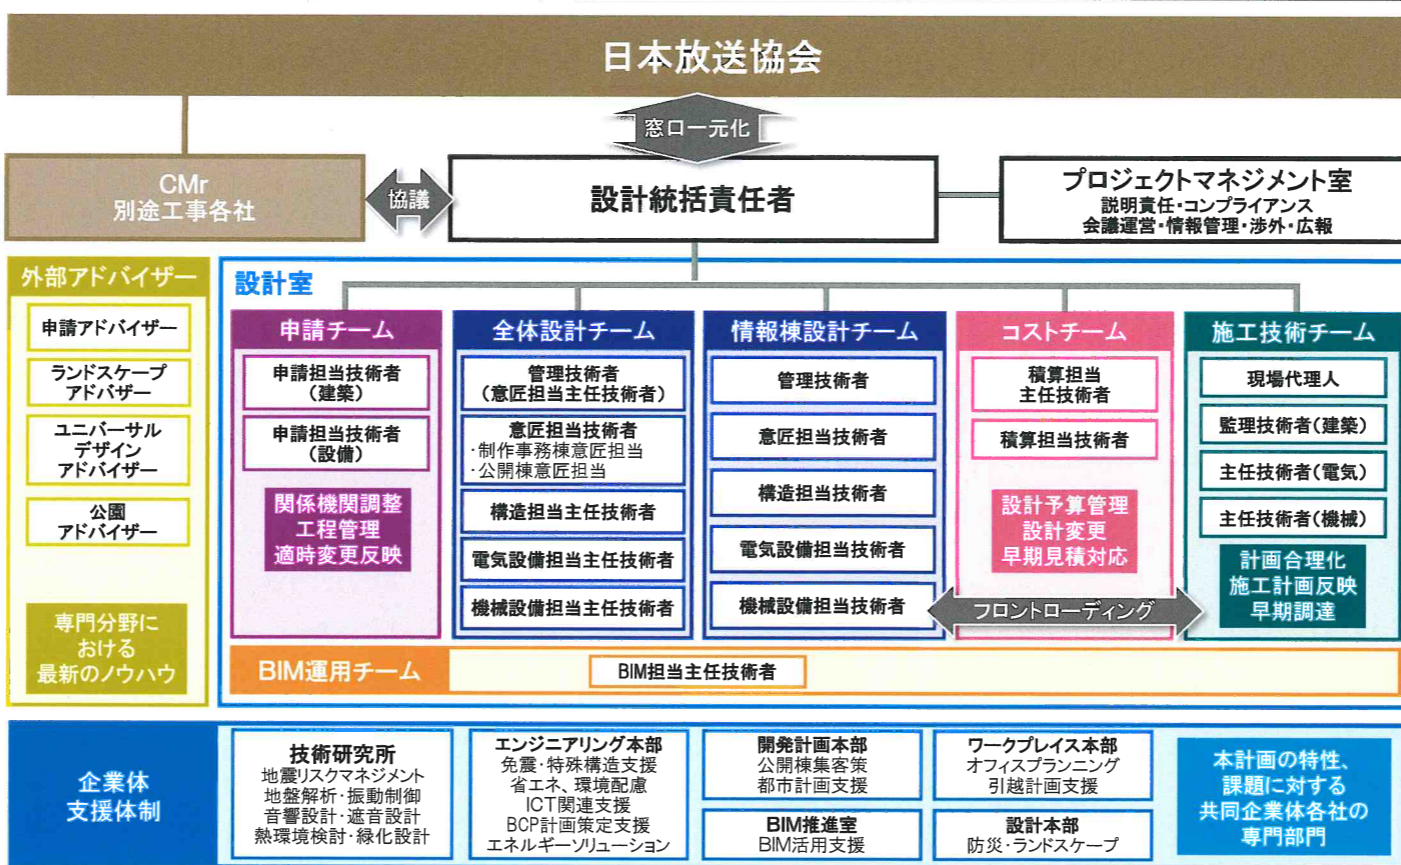 日本放送協会
窓口一元化
CMr
別途工事各社
協議
設計統括責任者
プロジェクトマネジメント室
説明責任・コンプライアンス
会議運営・情報管理・渉外・広報
外部アドバイザー
申請アドバイザー
ランドスケープ
アドバザー
ユニバーサル
デザイン
アドバイザー
公園
アドバイザー
専門分野に
おける
最新のノウハウ
設計室
申請チーム
申請担当技術者
(建築)
申請担当技術者
(設備)
関係機関調整
工程管理
適時変更反映
全体設計チーム
管理技術者
(意匠担当主任技術者)
意匠担当技術者
・制作事務棟意匠担当
・公開棟意匠担当
構造担当主任技術者
電気設備担当主任技術者
機械設備担当主任技術者
情報棟設計チーム
管理技術者
意匠担当技術者
構造担当技術者
電気設備担当技術者
機械設備担当技術者
コストチーム
積算担当
主任技術者
積算担当技術者
設計予算管理
設計変更
早期見積対応
フロントローディング
施工技術チーム
現場代理人
監理技術者(建築)
主任技術者(電気)
主任技術者(機械)
計画合理化
施工計画反映
早期調達
BIM運用チーム
BIM担当主任技術者
企業体
支援体制
技術研究所
地震リスクマネジメント
地盤解析・振動制御
音響設計・遮音設計
熱環境検討・緑化設計
エンジニアリング本部
免震・特殊構造支援
省エネ、環境配慮
ICT関連支援
BCP計画策定支援
エネルギーソリューション
開発計画本部
公開棟集客策
都市計画支援
BIM推進室
BIM活用支援
ワークプレイス本部
オフィスプランニング
引越計画支援
設計本部
防災・ランドスケープ
本計画の特性、
課題に対する
共同企業体各社の
専門部門